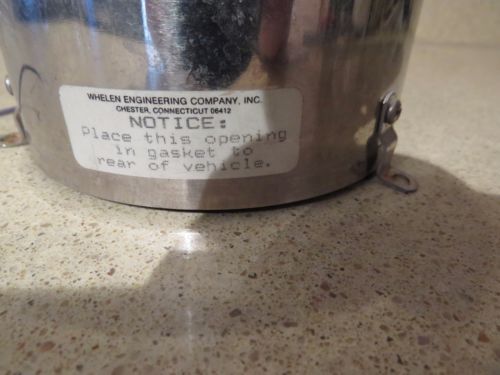 WHELEN ENGINEERING COMPANY, INC.
CHESTER, CONNECTICUT 06412
NOTICE:
Place this opening
in gasket to
rear of vehicle.